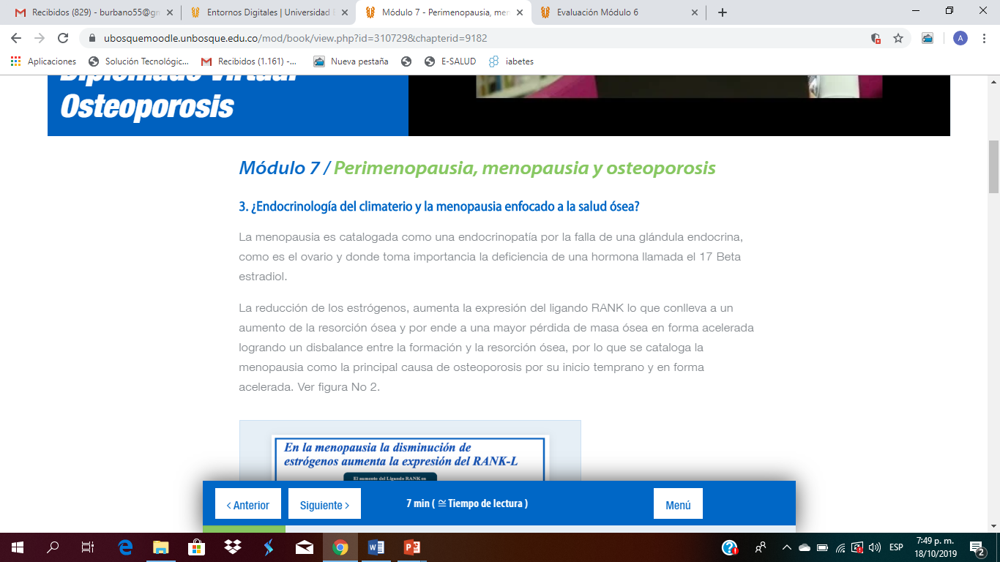 Recibidos (829) - burbano55@gm
Entornos Digitales | Universidad E
Módulo 7 - Perimenopausia, men
Evaluación Módulo 6
ubosquemoodle.unbosque.edu.co/mod/book/view.php?id=310729&chapterid=9182
A
Aplicaciones
Solución Tecnológic...
Recibidos (1.161) -...
Nueva pestaña
E-SALUD
iabetes
Diplomado Virtual
Osteoporosis
Módulo 7 / Perimenopausia, menopausia y osteoporosis
3. ¿Endocrinología del climaterio y la menopausia enfocado a la salud ósea?
La menopausia es catalogada como una endocrinopatía por la falla de una glándula endocrina,
como es el ovario y donde toma importancia la deficiencia de una hormona llamada el 17 Beta
estradiol.
La reducción de los estrógenos, aumenta la expresión del ligando RANK lo que conlleva a un
aumento de la resorción ósea y por ende a una mayor pérdida de masa ósea en forma acelerada
logrando un disbalance entre la formación y la resorción ósea, por lo que se cataloga la
menopausia como la principal causa de osteoporosis por su inicio temprano y en forma
acelerada. Ver figura No 2.
En la menopausia la disminución de
estrógenos aumenta la expresión del RANK-L
El aumento del Ligando RANK en
‹ Anterior
Siguiente ›
7 min ( ≅ Tiempo de lectura )
Menú
ESP
7:49 p. m.
18/10/2019
2